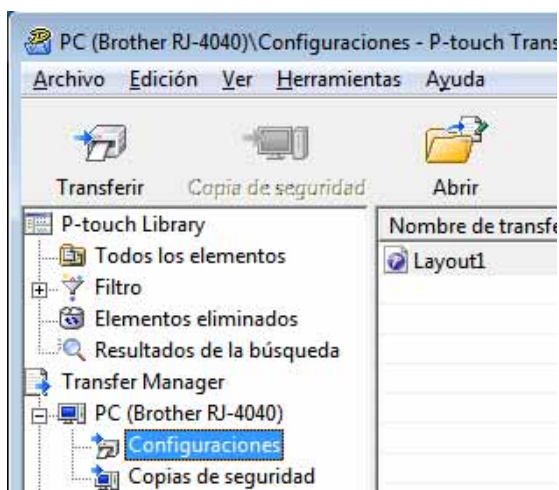 PC (Brother RJ-4040)\Configuraciones - P-touch Trans
Archivo Edición Ver Herramientas Ayuda
Transferir Copia de seguridad Abrir
P-touch Library
Todos los elementos
Filtro
Elementos eliminados
Resultados de la búsqueda
Transfer Manager
PC (Brother RJ-4040)
Configuraciones
Copias de seguridad
Nombre de transfe
Layout1